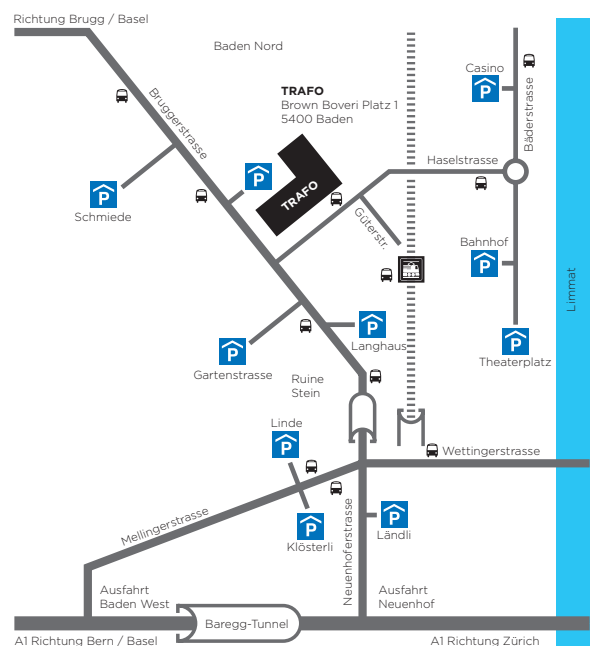 Richtung Brugg / Basel
Baden Nord
Casino
P
TRAFO
Brown Boveri Platz 1
5400 Baden
Bruggerstrasse
Bäderstrasse
Haselstrasse
P
P
Schmiede
TRAFO
Güterstr.
Bahnhof
P
Limmat
P
Langhaus
P
Theaterplatz
P
Gartenstrasse
Ruine
Stein
Linde
P
Wettingerstrasse
Mellingerstrasse
P
Klösterli
Neuenhoferstrasse
P
Ländli
Ausfahrt
Baden West
Ausfahrt
Neuenhof
Baregg-Tunnel
A1 Richtung Bern / Basel
A1 Richtung Zürich